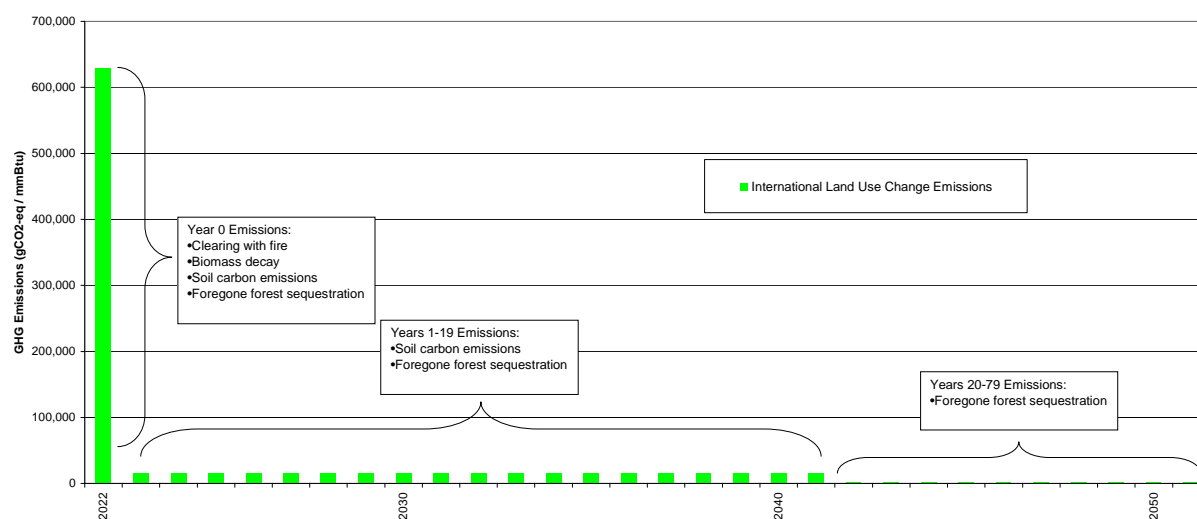 700,000
600,000
500,000
400,000
300,000
200,000
100,000
0
GHG Emissions (gCO2-eq / mmBtu)
International Land Use Change Emissions
Year 0 Emissions:
•Clearing with fire
•Biomass decay
•Soil carbon emissions
•Foregone forest sequestration
Years 1-19 Emissions:
•Soil carbon emissions
•Foregone forest sequestration
Years 20-79 Emissions:
•Foregone forest sequestration
2022
2030
2040
2050